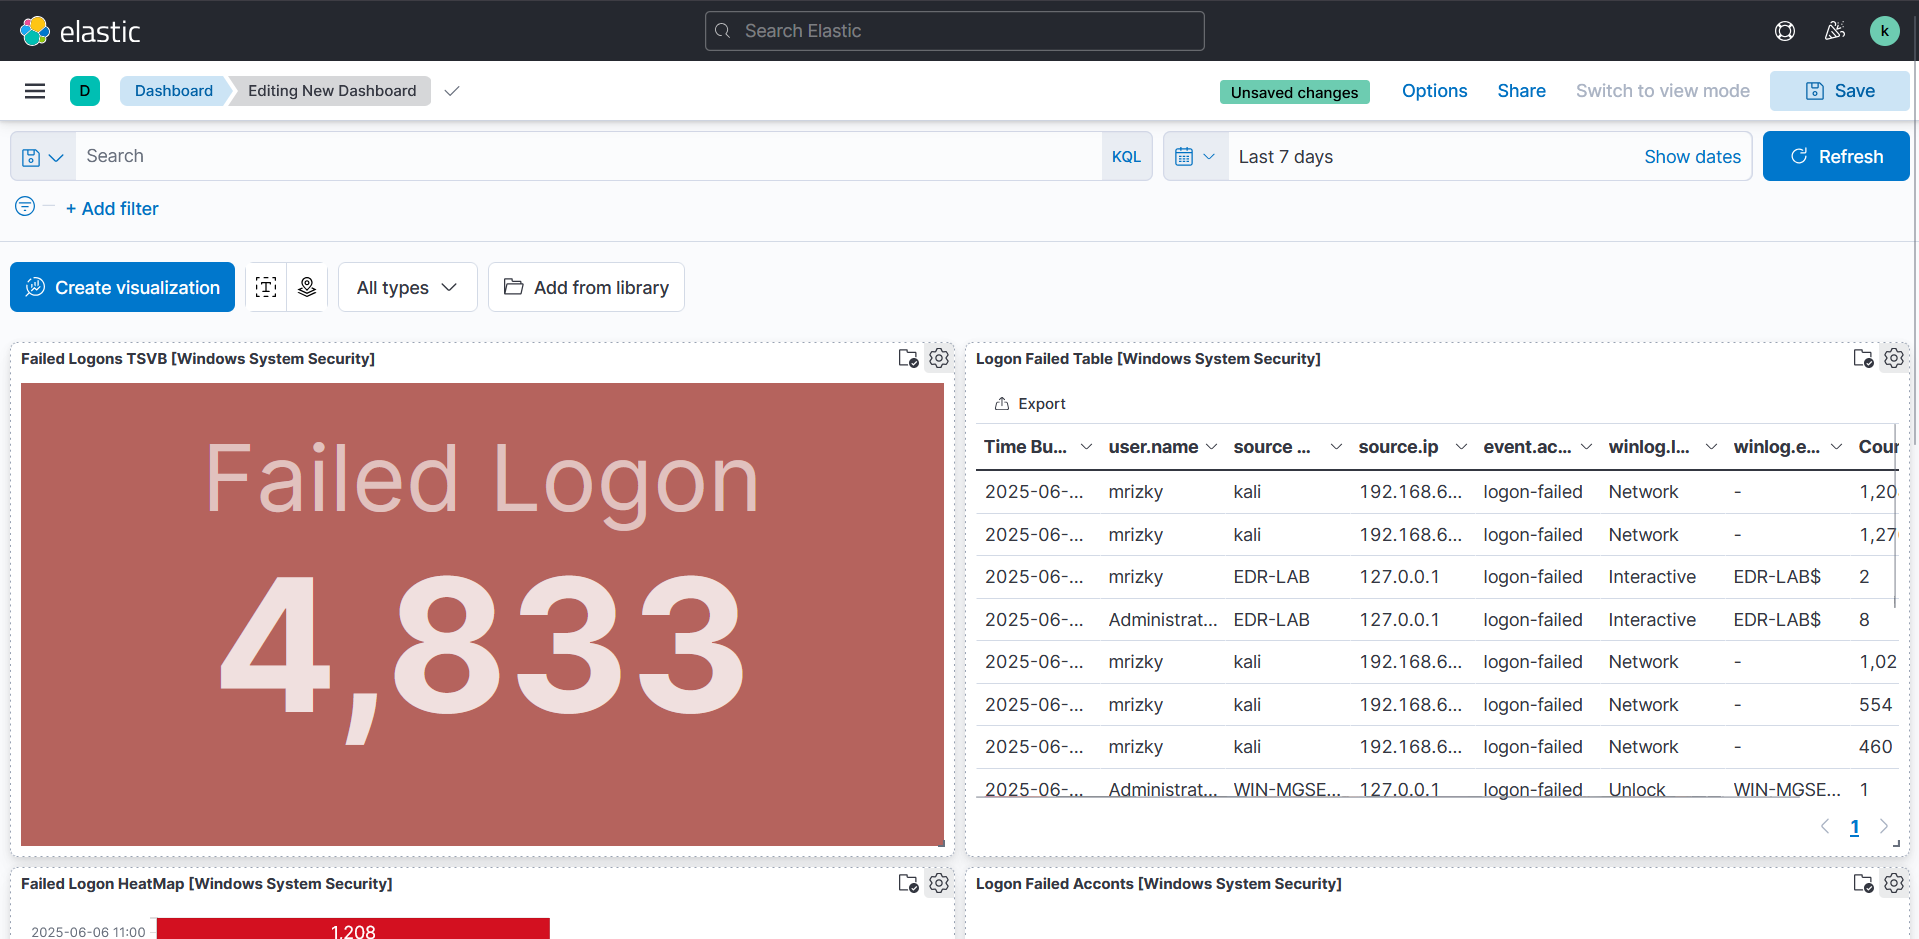 elastic
Search Elastic
k
D
Dashboard
Editing New Dashboard
Unsaved changes
Options
Share
Switch to view mode
Save
Search
KQL
Last 7 days
Show dates
Refresh
+ Add filter
Create visualization
All types
Add from library
Failed Logons TSVB [Windows System Security]
Failed Logon
4,833
Logon Failed Table [Windows System Security]
Export
Time Bu... user.name source ... source.ip event.ac... winlog.l... winlog.e... Cour
2025-06-... mrizky kali 192.168.6... logon-failed Network - 1,20
2025-06-... mrizky kali 192.168.6... logon-failed Network - 1,27
2025-06-... mrizky EDR-LAB 127.0.0.1 logon-failed Interactive EDR-LAB$ 2
2025-06-... Administrat... EDR-LAB 127.0.0.1 logon-failed Interactive EDR-LAB$ 8
2025-06-... mrizky kali 192.168.6... logon-failed Network - 1,02
2025-06-... mrizky kali 192.168.6... logon-failed Network - 554
2025-06-... mrizky kali 192.168.6... logon-failed Network - 460
2025-06-... Administrat... WIN-MGSE... 127.0.0.1 logon-failed Unlock WIN-MGSE... 1
1
Failed Logon HeatMap [Windows System Security]
2025-06-06 11:00
1,208
Logon Failed Acconts [Windows System Security]